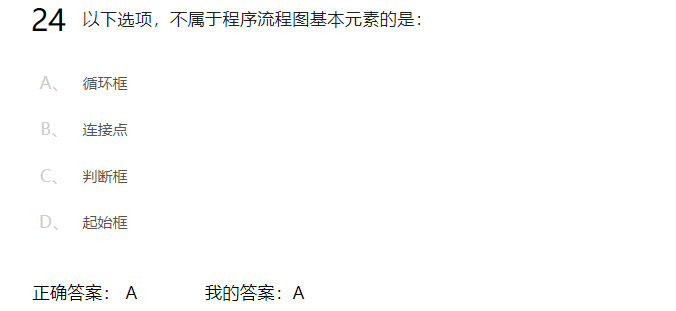 24 以下选项，不属于程序流程图基本元素的是：
A、 循环框
B、 连接点
C、 判断框
D、 起始框
正确答案： A 我的答案：A